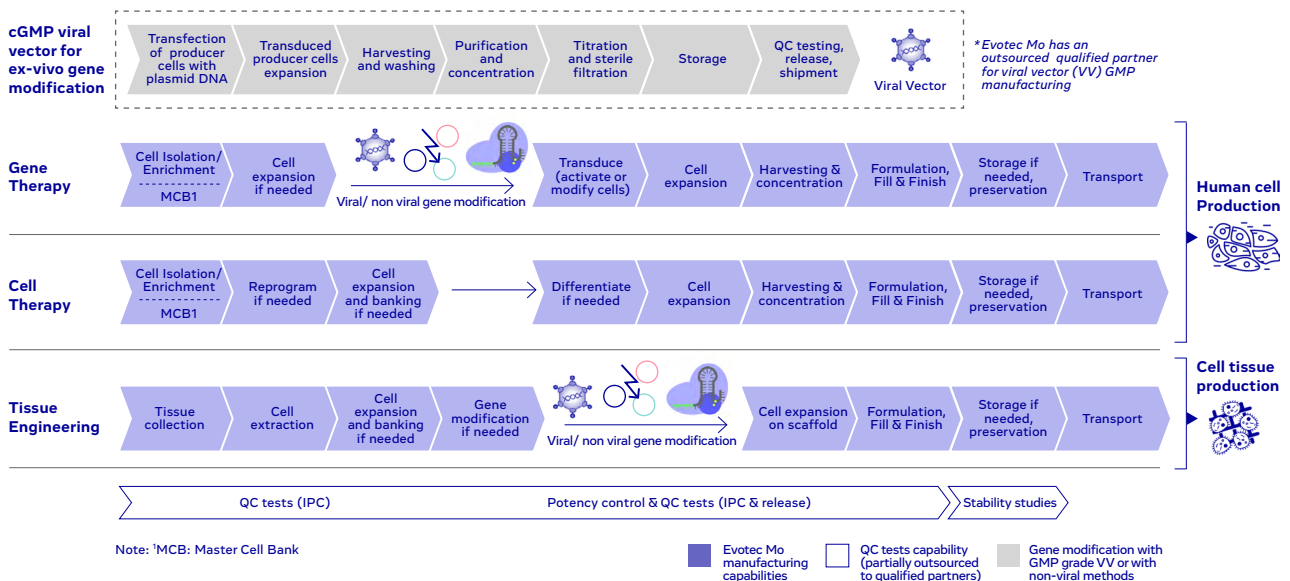 cGMP viral
vector for
ex-vivo gene
modification
Transfection
of producer
cells with
plasmid DNA
Transduced
producer cells
expansion
Harvesting
and washing
Purification
and
concentration
Titration
and sterile
filtration
Storage
QC testing,
release,
shipment
Viral Vector
*Evotec Mo has an
outsourced qualified partner
for viral vector (VV) GMP
manufacturing
Gene
Therapy
Cell Isolation/
Enrichment
MCB1
Cell
expansion
if needed
Viral/ non viral gene modification
Transduce
(activate or
modify cells)
Cell
expansion
Harvesting &
concentration
Formulation,
Fill & Finish
Storage if
needed,
preservation
Transport
Human cell
Production
Cell
Therapy
Cell Isolation/
Enrichment
MCB1
Reprogram
if needed
Cell
expansion
and banking
if needed
Differentiate
if needed
Cell
expansion
Harvesting &
concentration
Formulation,
Fill & Finish
Storage if
needed,
preservation
Transport
Tissue
Engineering
Tissue
collection
Cell
extraction
Cell
expansion
and banking
if needed
Gene
modification
if needed
Viral/ non viral gene modification
Cell expansion
on scaffold
Formulation,
Fill & Finish
Storage if
needed,
preservation
Transport
Cell tissue
production
QC tests (IPC)
Potency control & QC tests (IPC & release)
Stability studies
Note: ¹MCB: Master Cell Bank
Evotec Mo
manufacturing
capabilities
QC tests capability
(partially outsourced
to qualified partners)
Gene modification with
GMP grade VV or with
non-viral methods